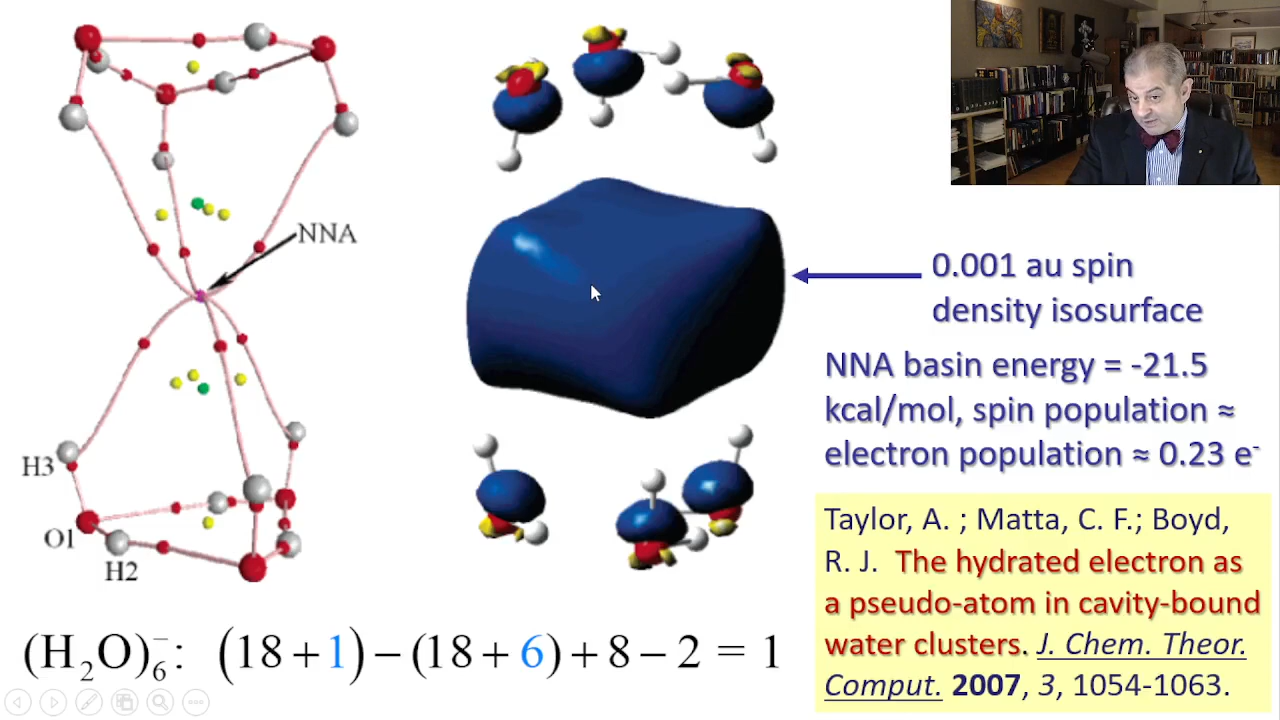 NNA
H3
O1
H2
0.001 au spin
density isosurface
NNA basin energy = -21.5
kcal/mol, spin population ≈
electron population ≈ 0.23 e⁻
Taylor, A. ; Matta, C. F.; Boyd,
R. J. The hydrated electron as
a pseudo-atom in cavity-bound
water clusters. J. Chem. Theor.
Comput. 2007, 3, 1054-1063.
(H₂O)₆⁻: (18+1)−(18+6)+8−2 = 1